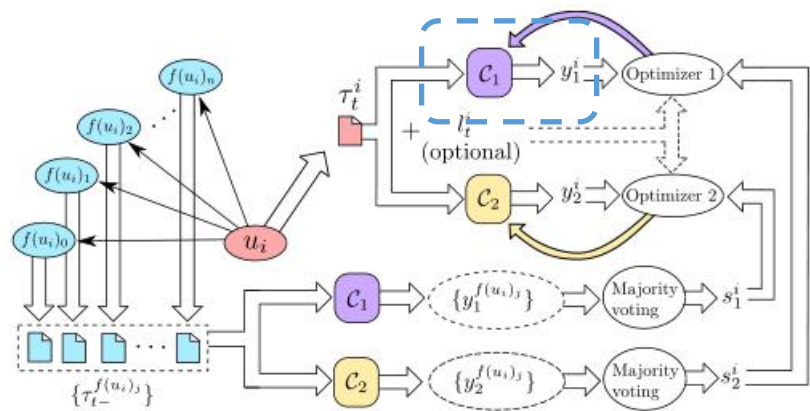 f(u_i)_n
f(u_i)_2
⋱
f(u_i)_1
f(u_i)_0
u_i
τ_t^i
C_1
y_1^i
Optimizer 1
+ l_t^i
(optional)
C_2
y_2^i
Optimizer 2
C_1
{y_1^{f(u_i)_j}}
Majority
voting
s_1^i
· · ·
{τ_{t-}^{f(u_i)_j}}
C_2
{y_2^{f(u_i)_j}}
Majority
voting
s_2^i